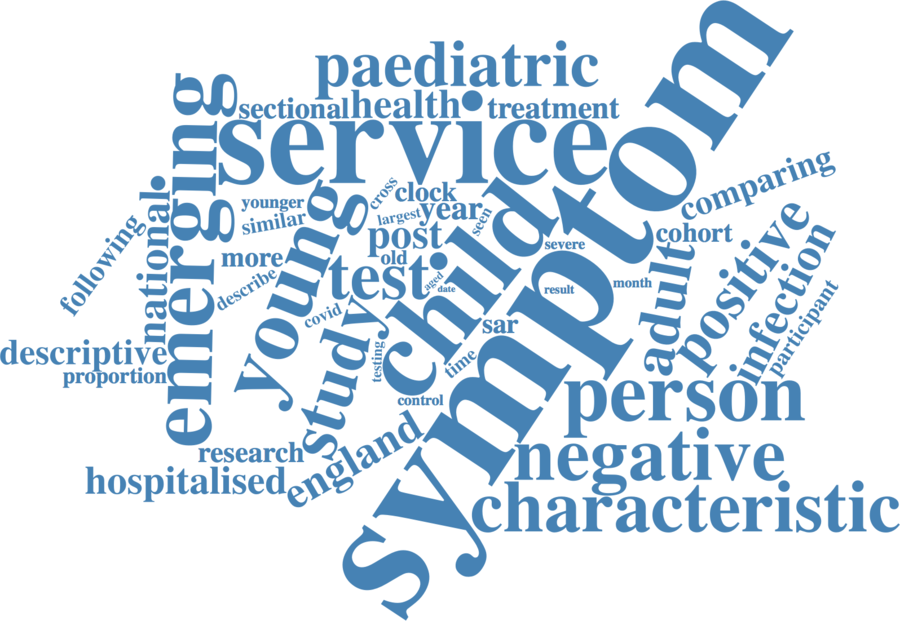 paediatric
sectional
health
treatment
service
symptom
emerging
comparing
younger
cross
clock
similar
largest
year
seen
child
cohort
positive
national
following
young
post
severe
more
old
adult
infection
describe
test
aged
date
result
month
participant
covid
sar
study
descriptive
proportion
testing
time
person
control
england
research
negative
hospitalised
characteristic